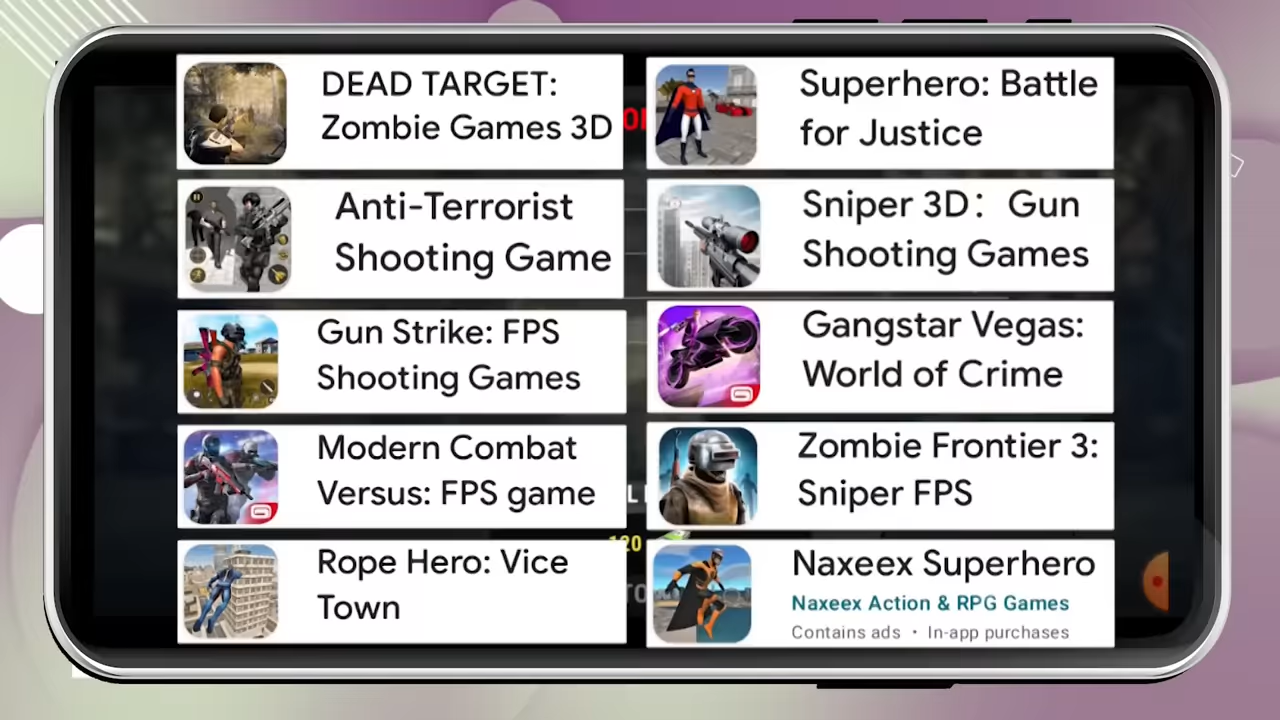 DEAD TARGET:
Zombie Games 3D
Anti-Terrorist
Shooting Game
Gun Strike: FPS
Shooting Games
Modern Combat
Versus: FPS game
Rope Hero: Vice
Town
Superhero: Battle
for Justice
Sniper 3D： Gun
Shooting Games
Gangstar Vegas:
World of Crime
Zombie Frontier 3:
Sniper FPS
Naxeex Superhero
Naxeex Action & RPG Games
Contains ads • In-app purchases
120